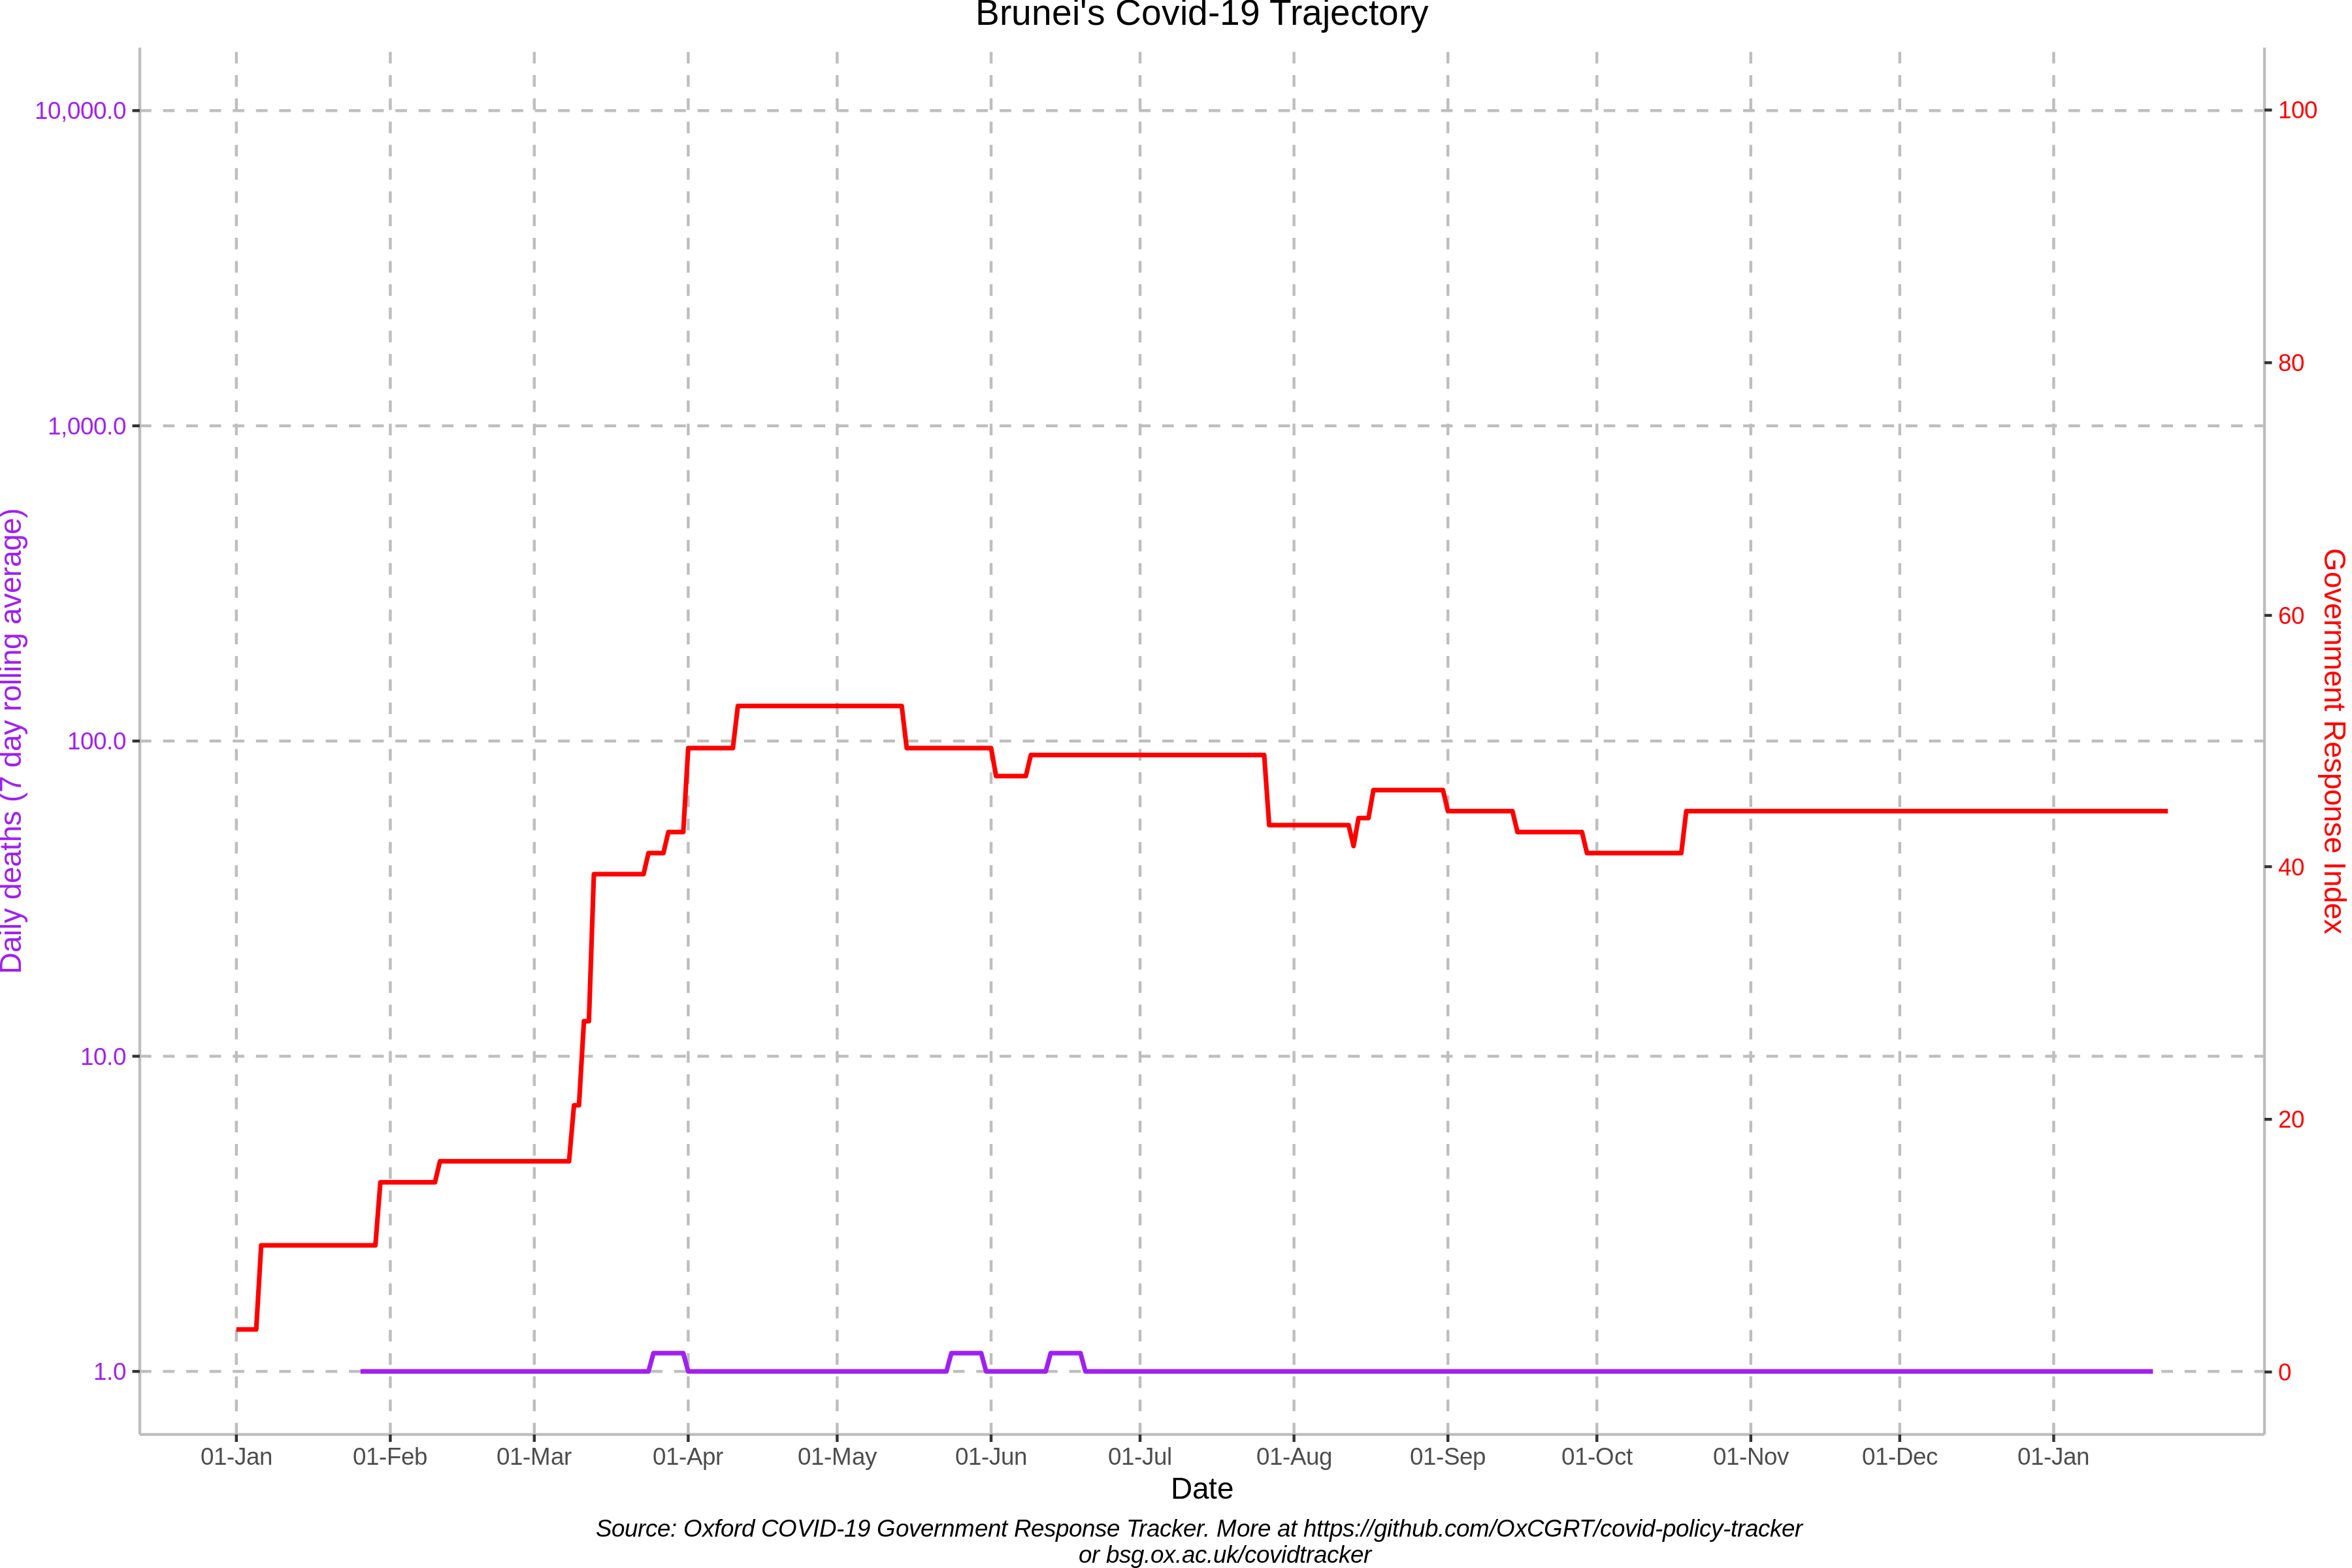 Brunei's Covid-19 Trajectory
10,000.0
1,000.0
100.0
10.0
1.0
Daily deaths (7 day rolling average)
100
80
60
40
20
0
Government Response Index
01-Jan
01-Feb
01-Mar
01-Apr
01-May
01-Jun
01-Jul
01-Aug
01-Sep
01-Oct
01-Nov
01-Dec
01-Jan
Date
Source: Oxford COVID-19 Government Response Tracker. More at https://github.com/OxCGRT/covid-policy-tracker
or bsg.ox.ac.uk/covidtracker